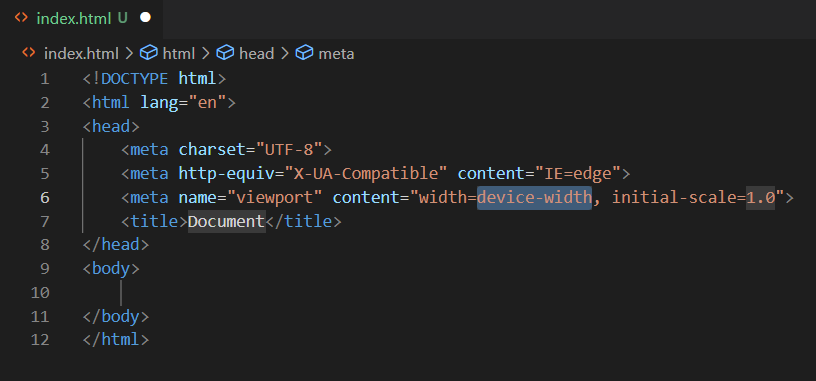 index.html U
index.html > html > head > meta
1 <!DOCTYPE html>
2 <html lang="en">
3 <head>
4 <meta charset="UTF-8">
5 <meta http-equiv="X-UA-Compatible" content="IE=edge">
6 <meta name="viewport" content="width=device-width, initial-scale=1.0">
7 <title>Document</title>
8 </head>
9 <body>
10
11 </body>
12 </html>